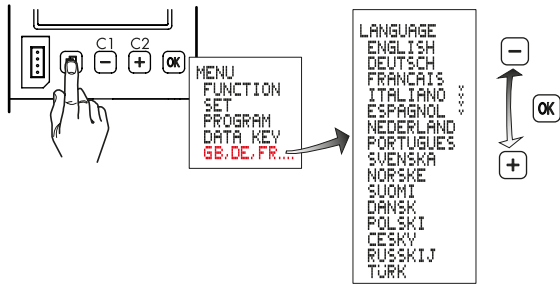 C1 C2
OK
MENU
FUNCTION
SET
PROGRAM
DATA KEY
GB,DE,FR....
LANGUAGE
ENGLISH
DEUTSCH
FRANCAIS
ITALIANO
ESPAGNOL
NEDERLAND
PORTUGUES
SVENSKA
NORSKE
SUOMI
DANSK
POLSKI
CESKY
RUSSKIJ
TURK
OK